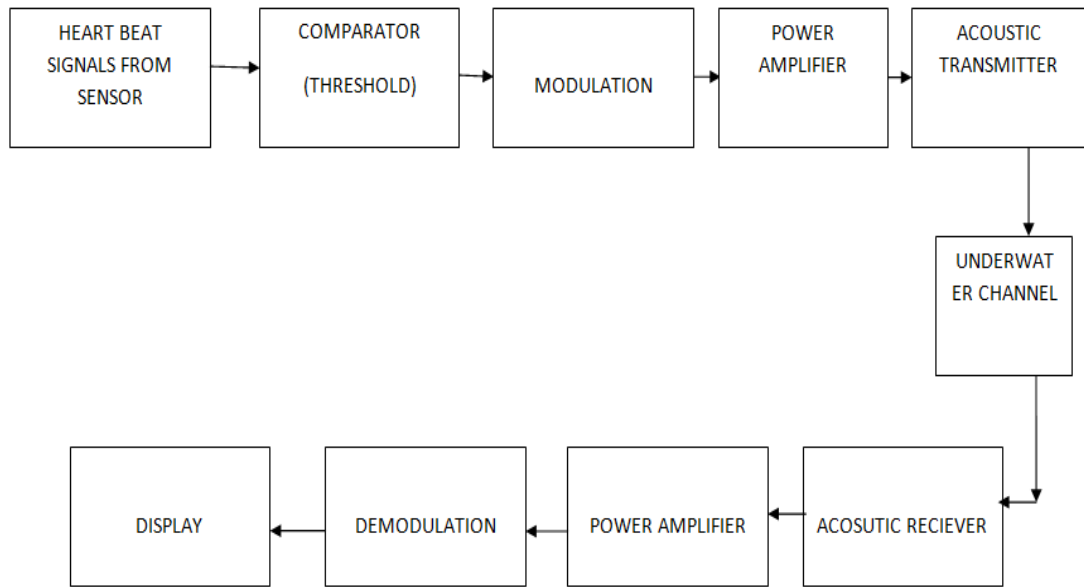 HEART BEAT
SIGNALS FROM
SENSOR
COMPARATOR
(THRESHOLD)
MODULATION
POWER
AMPLIFIER
ACOUSTIC
TRANSMITTER
UNDERWAT
ER CHANNEL
ACOSUTIC RECIEVER
POWER AMPLIFIER
DEMODULATION
DISPLAY